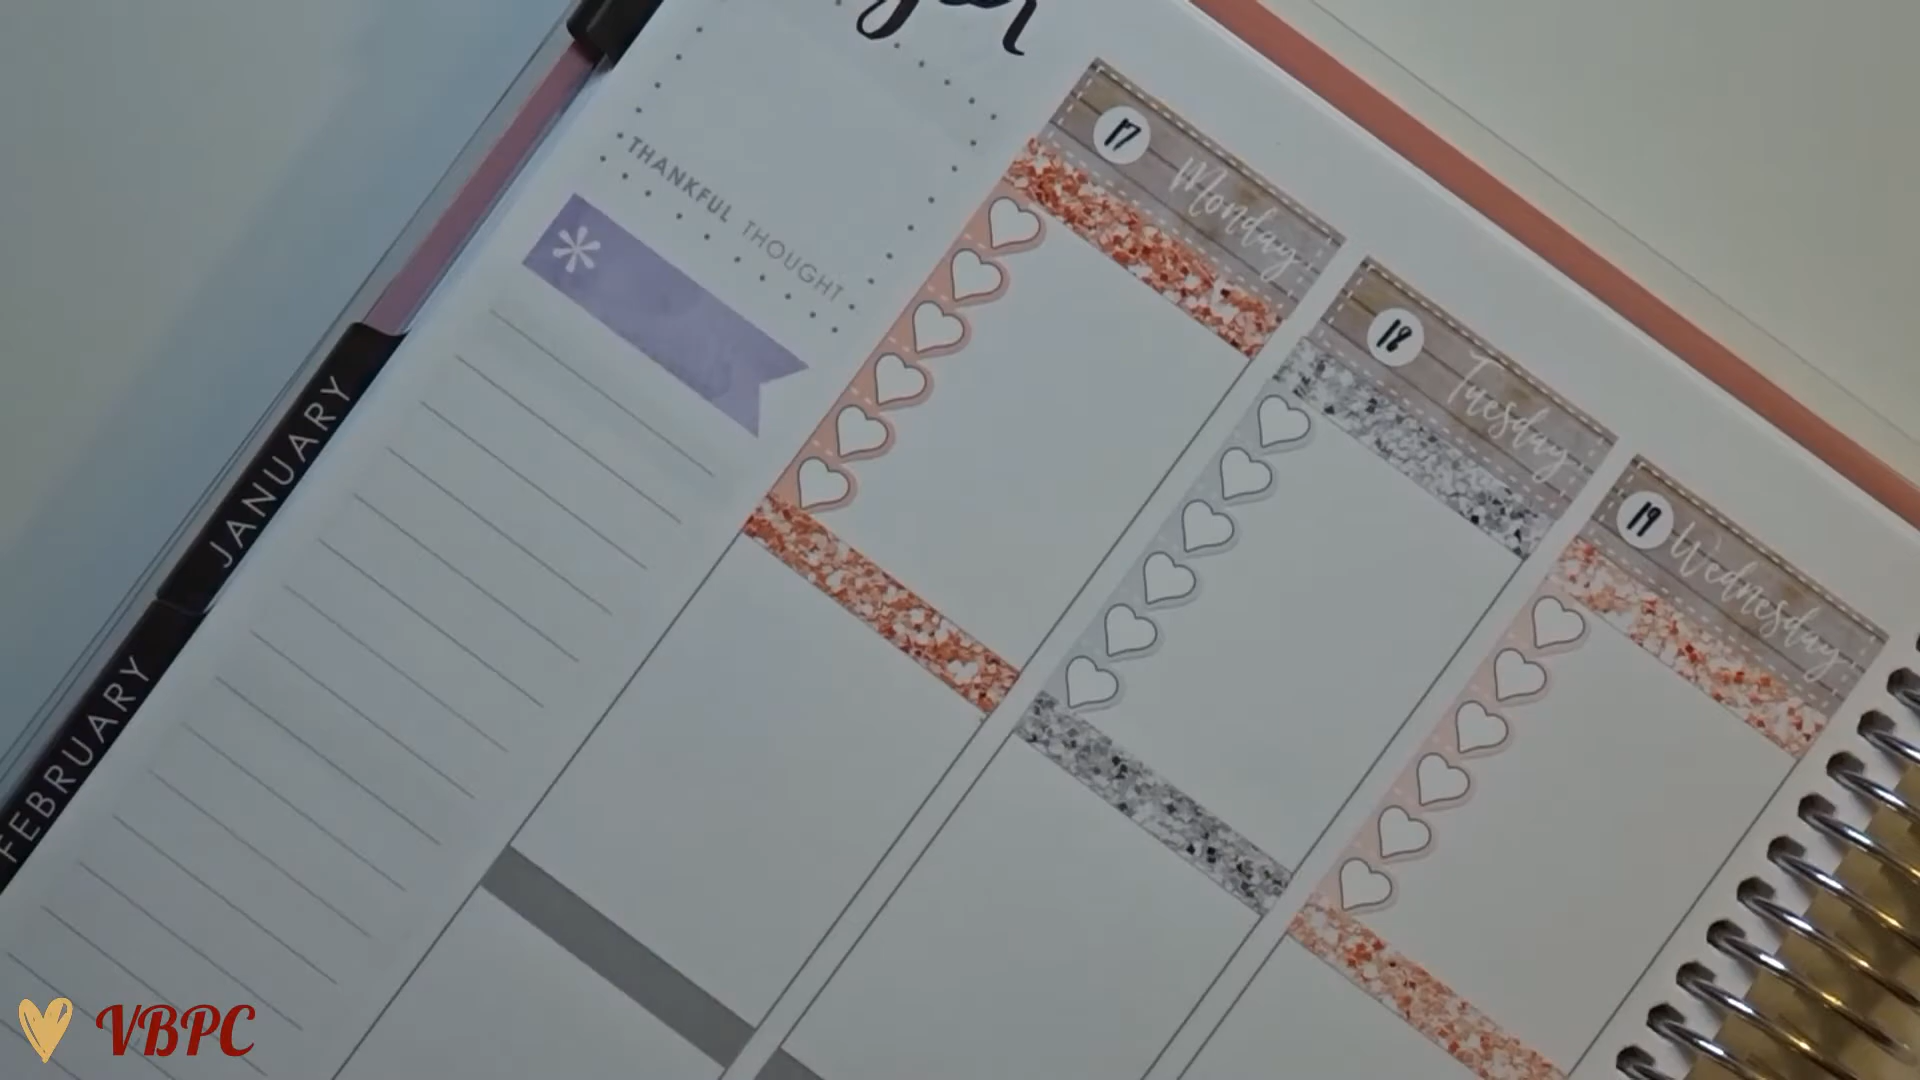 THANKFUL THOUGHT
*
17 Monday
18 Tuesday
19 Wednesday
JANUARY
FEBRUARY
VBPC